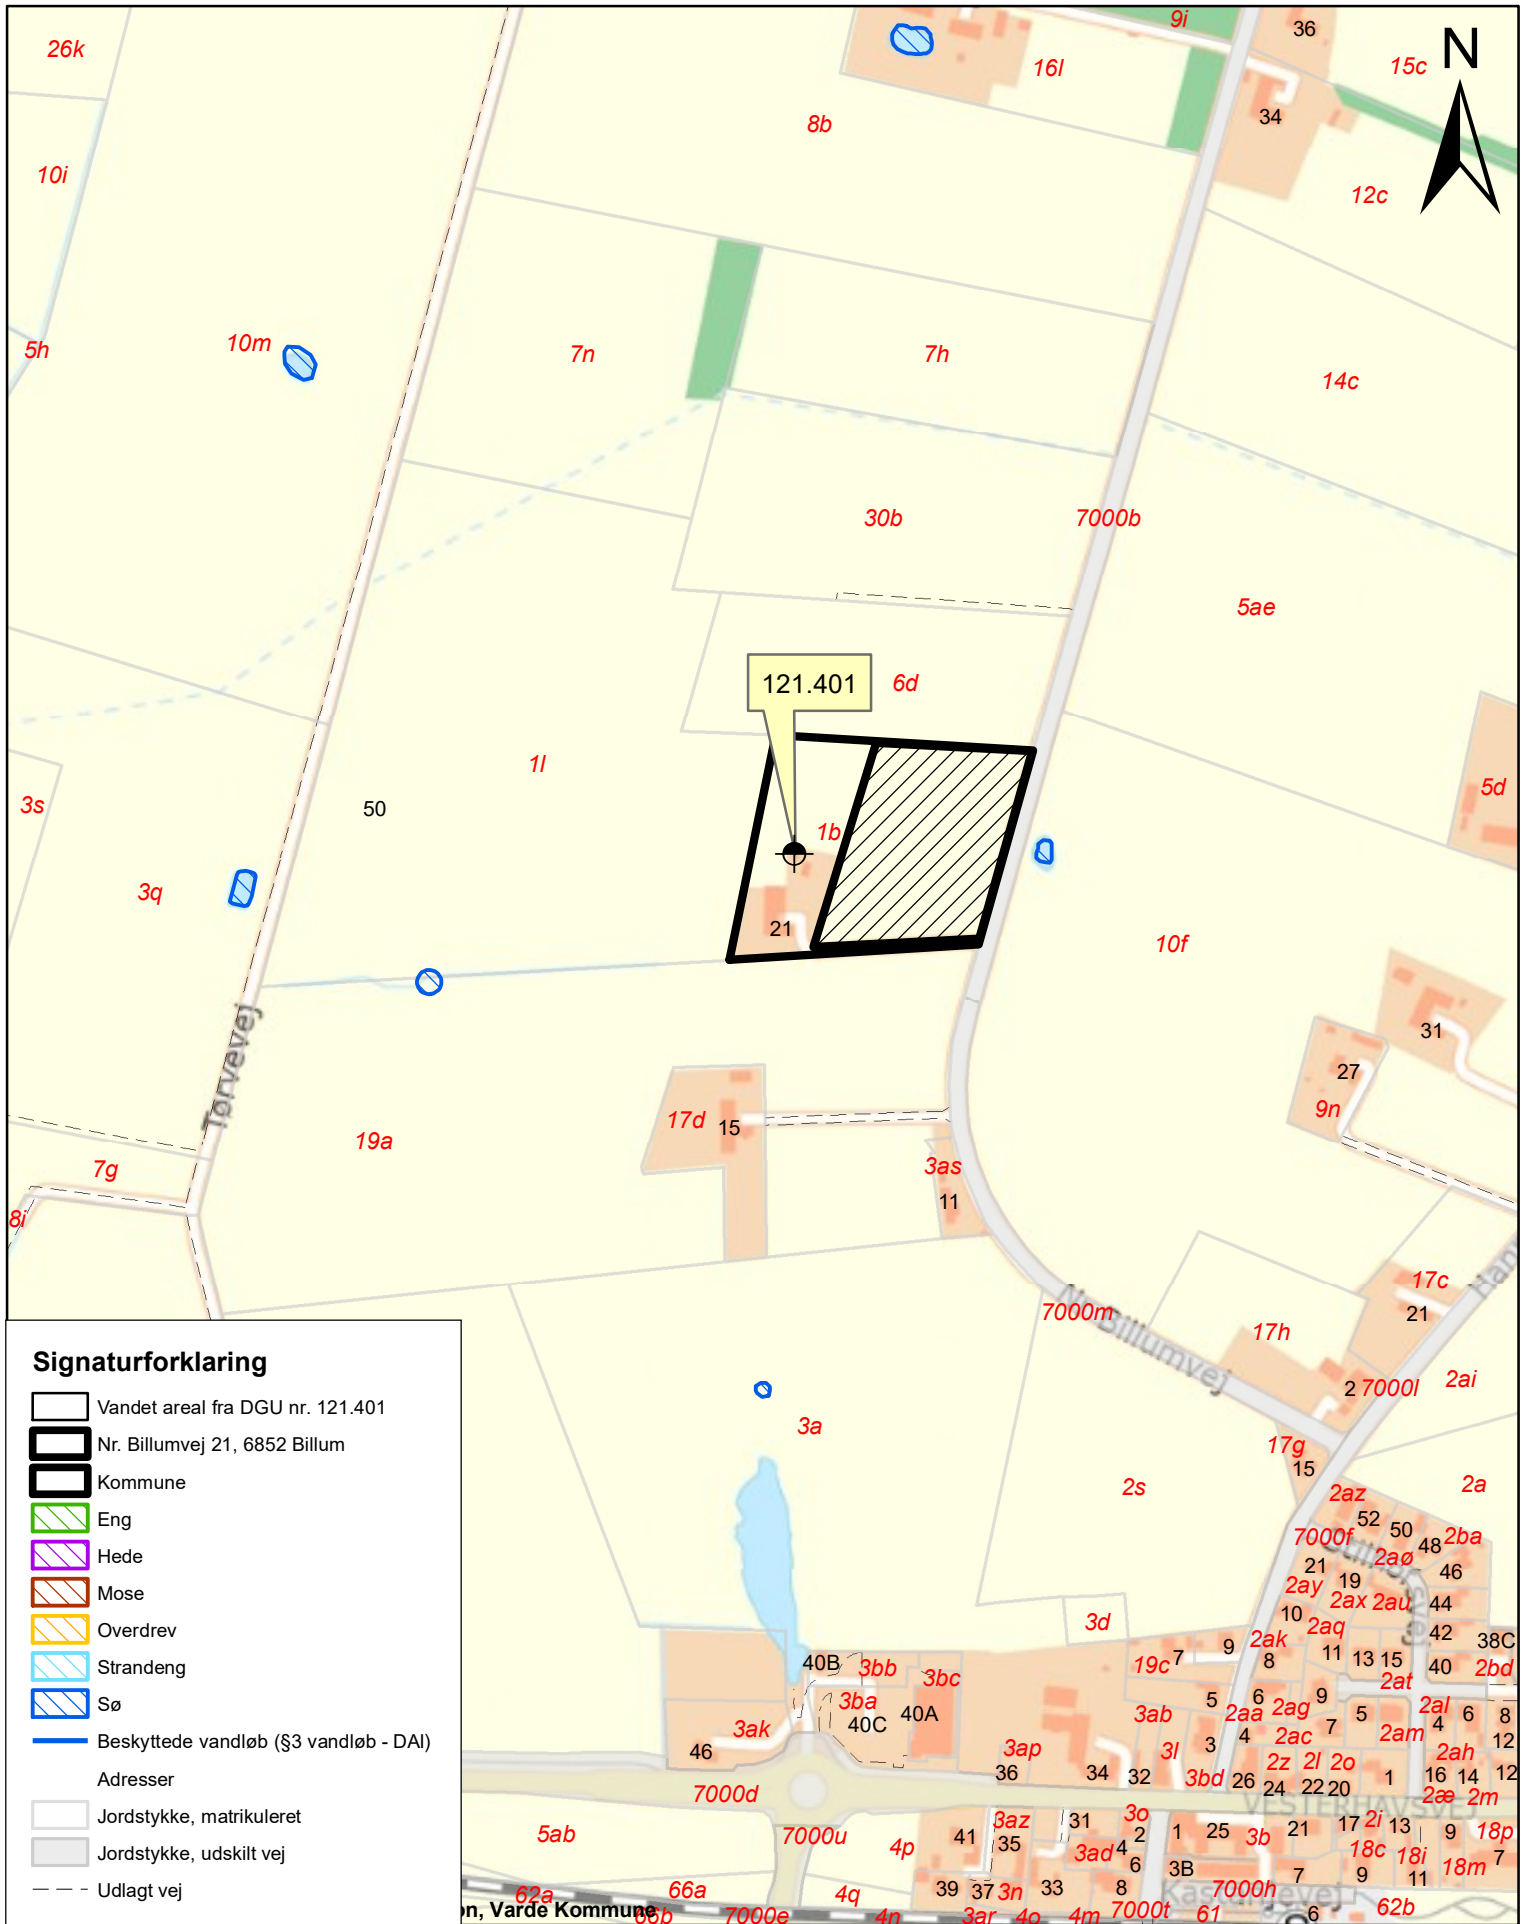 26k
9i
36
N
15c
16l
34
8b
10i
12c
10m
5h
7n
7h
14c
30b
7000b
5ae
121.401
6d
1l
50
3s
5d
1b
3q
21
10f
Tørvevej
31
27
9n
17d
15
19a
3as
7g
11
8i
17c
21
7000m
Nr. Billumvej
17h
2
7000l
2ai
3a
17g
15
2s
2a
2az
52
50
7000f
48
2ba
2aø
21
46
2ay
19
2ax
2au
44
10
2aq
42
2ak
38C
3d
9
7
19c
8
11
13
15
40
2bd
40B
3bb
3bc
2at
3ba
40C
40A
5
6
9
2aa
2ag
2al
3ab
5
4
6
8
3ak
46
4
7
2ac
2am
12
3
3l
3ap
2ah
36
34
32
3bd
26
2z
2l
2o
24
22
20
1
16
14
12
7000d
2æ
2m
VESTERHAVSVEJ
5ab
7000u
4p
41
3az
35
31
3o
2
1
25
3b
21
17
2i
13
9
18p
3ad
4
6
3B
18c
18i
18m
7
7
9
11
62a
66a
4q
39
37
3n
33
8
7000h
62b
on, Varde Kommune
66b
7000e
4n
3ar
4o
4m
7000t
61
6
Signaturforklaring
Vandet areal fra DGU nr. 121.401
Nr. Billumvej 21, 6852 Billum
Kommune
Eng
Hede
Mose
Overdrev
Strandeng
Sø
Beskyttede vandløb (§3 vandløb - DAI)
Adresser
Jordstykke, matrikuleret
Jordstykke, udskilt vej
Udlagt vej